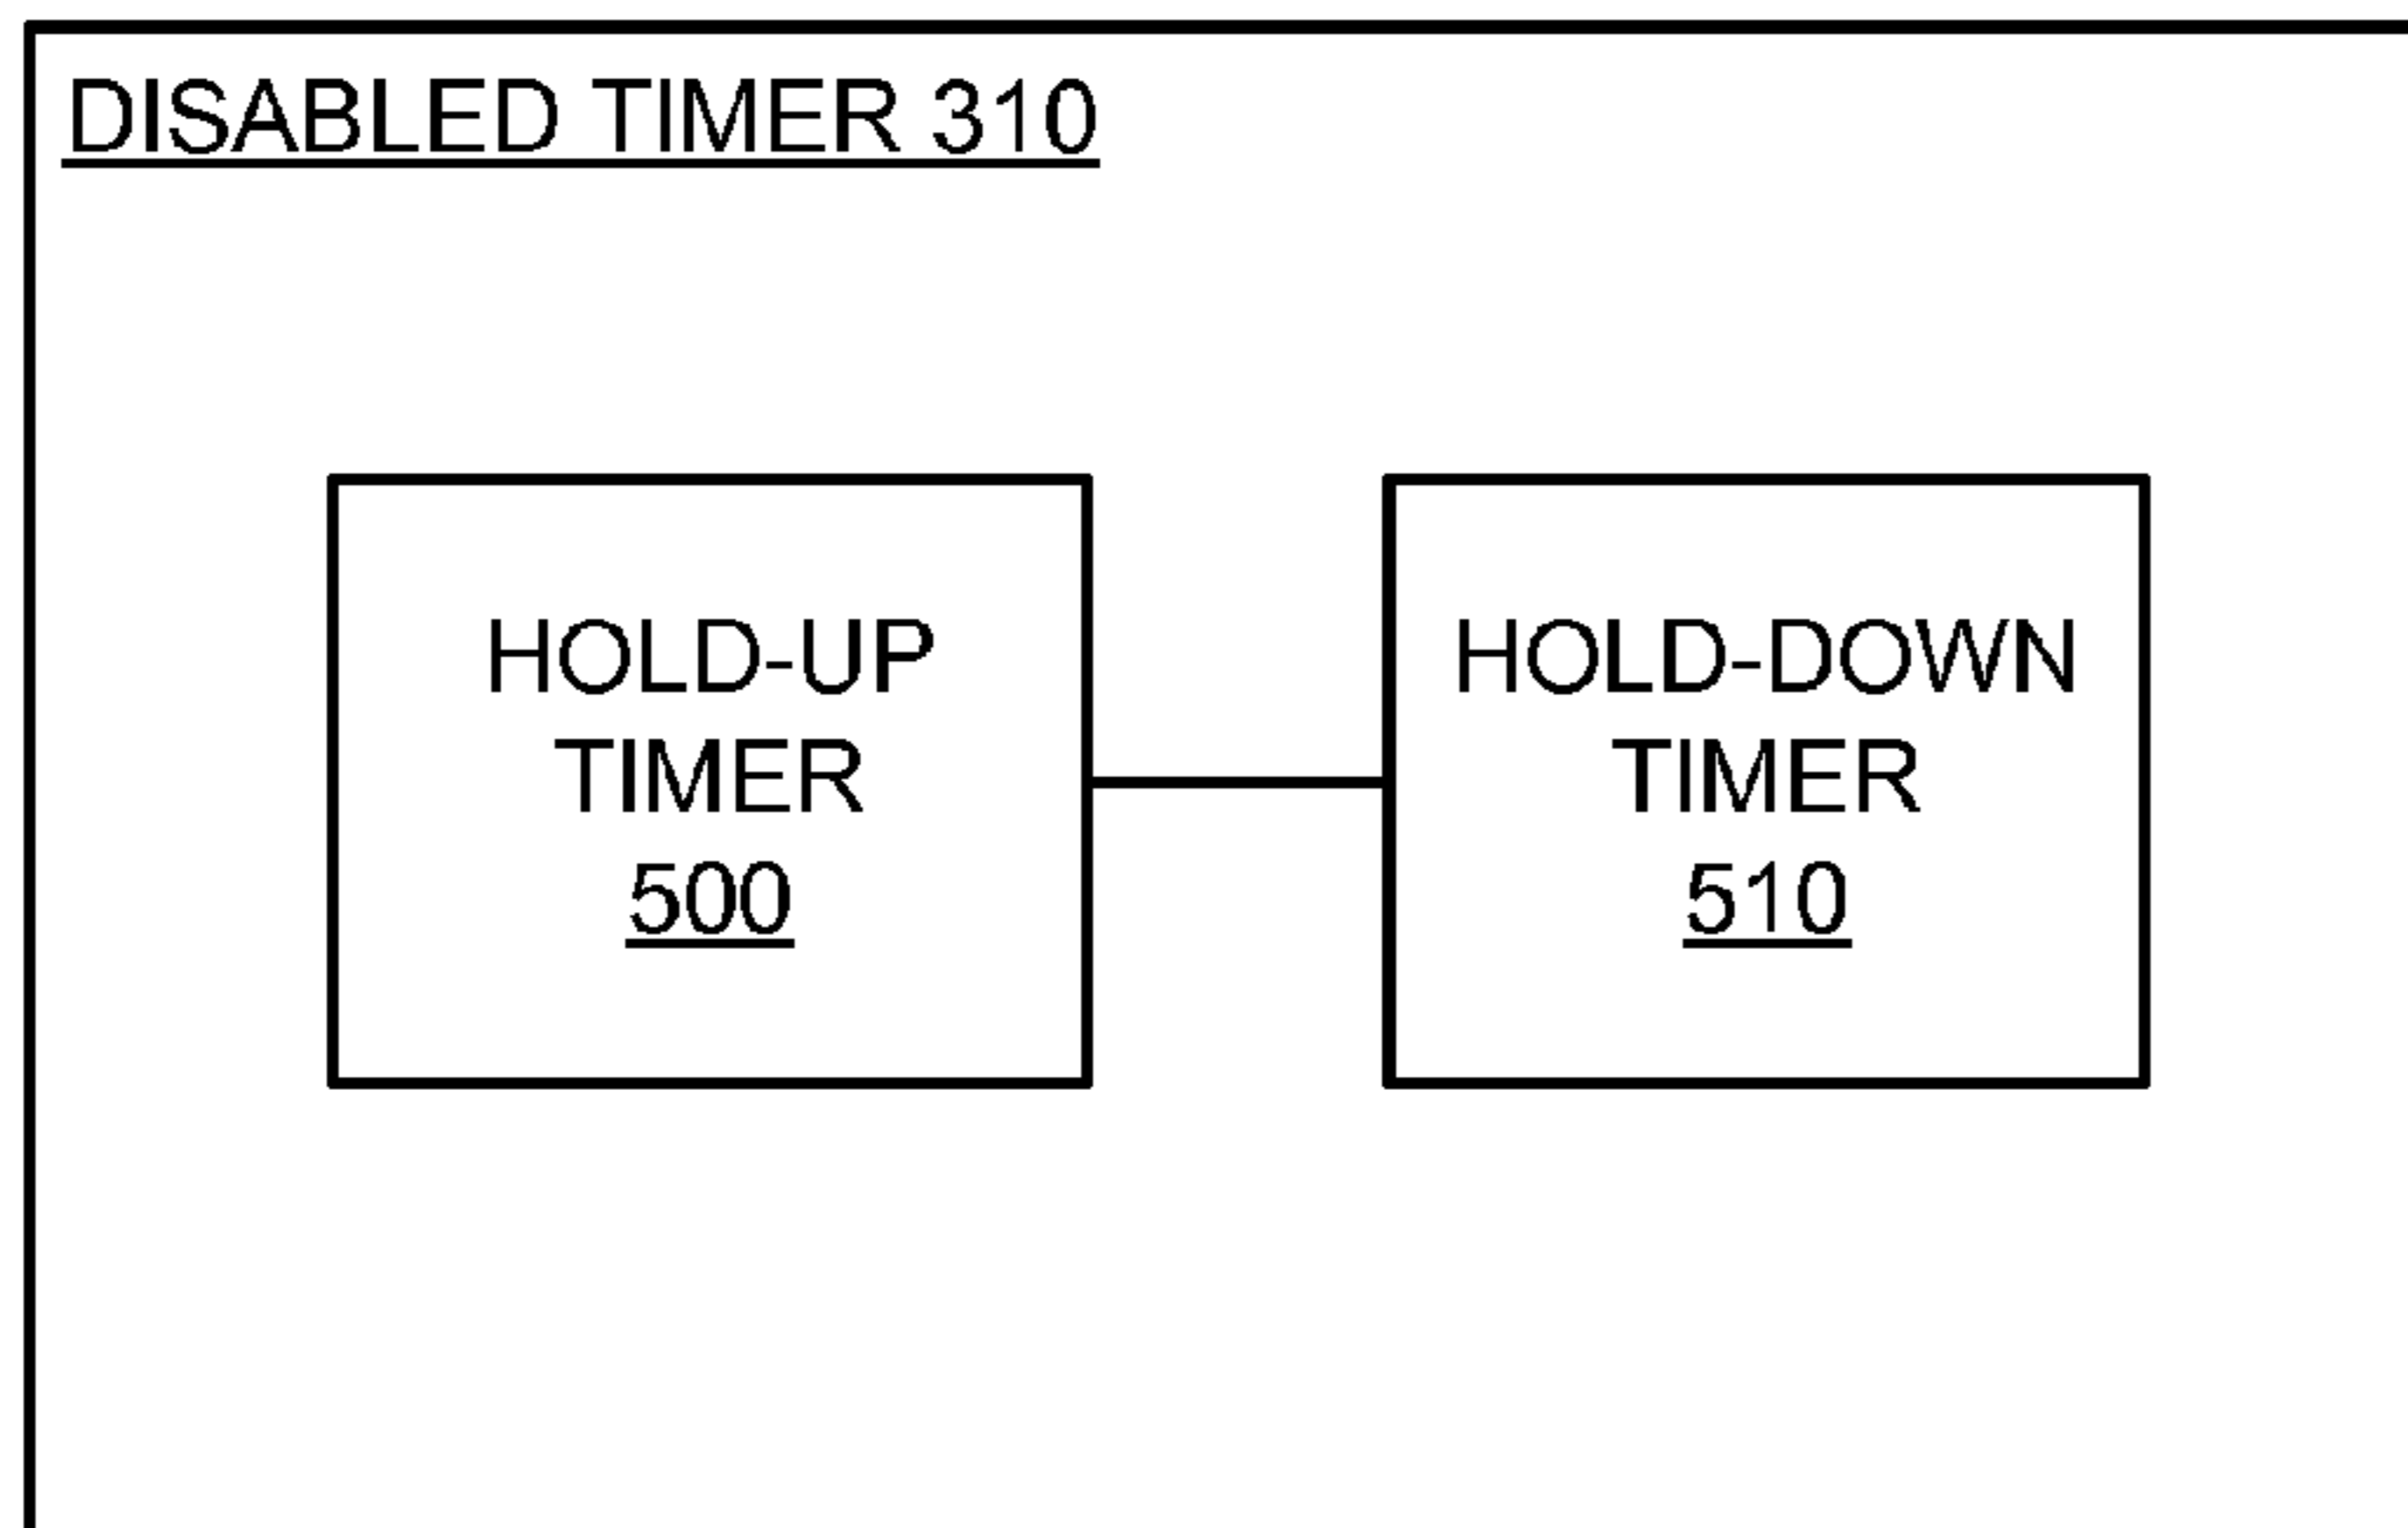 DISABLED TIMER 310
HOLD-UP
TIMER
500
HOLD-DOWN
TIMER
510